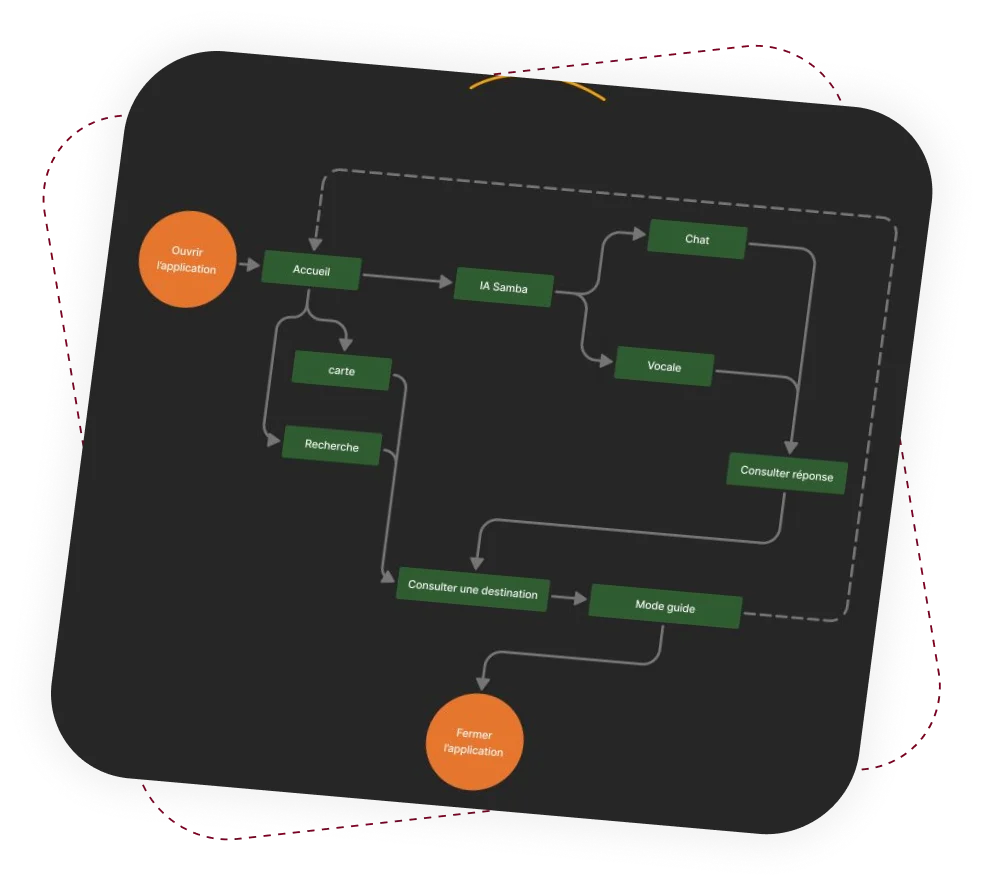 Ouvrir
l'application
Accueil
IA Samba
Chat
Vocale
carte
Recherche
Consulter réponse
Consulter une destination
Mode guide
Fermer
l'application